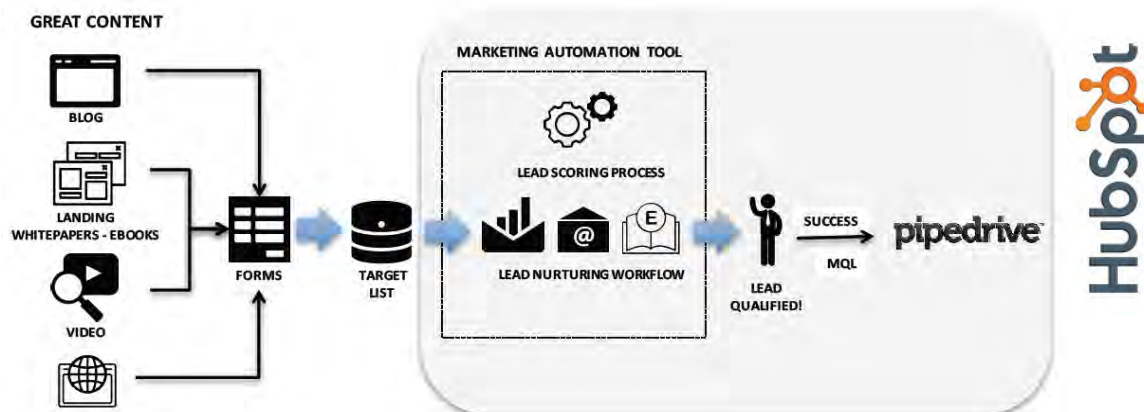 GREAT CONTENT
BLOG
LANDING
WHITEPAPERS - EBOOKS
VIDEO
FORMS
TARGET
LIST
MARKETING AUTOMATION TOOL
LEAD SCORING PROCESS
E
@
LEAD NURTURING WORKFLOW
LEAD
QUALIFIED!
SUCCESS
MQL
pipedrive™
HubSpot